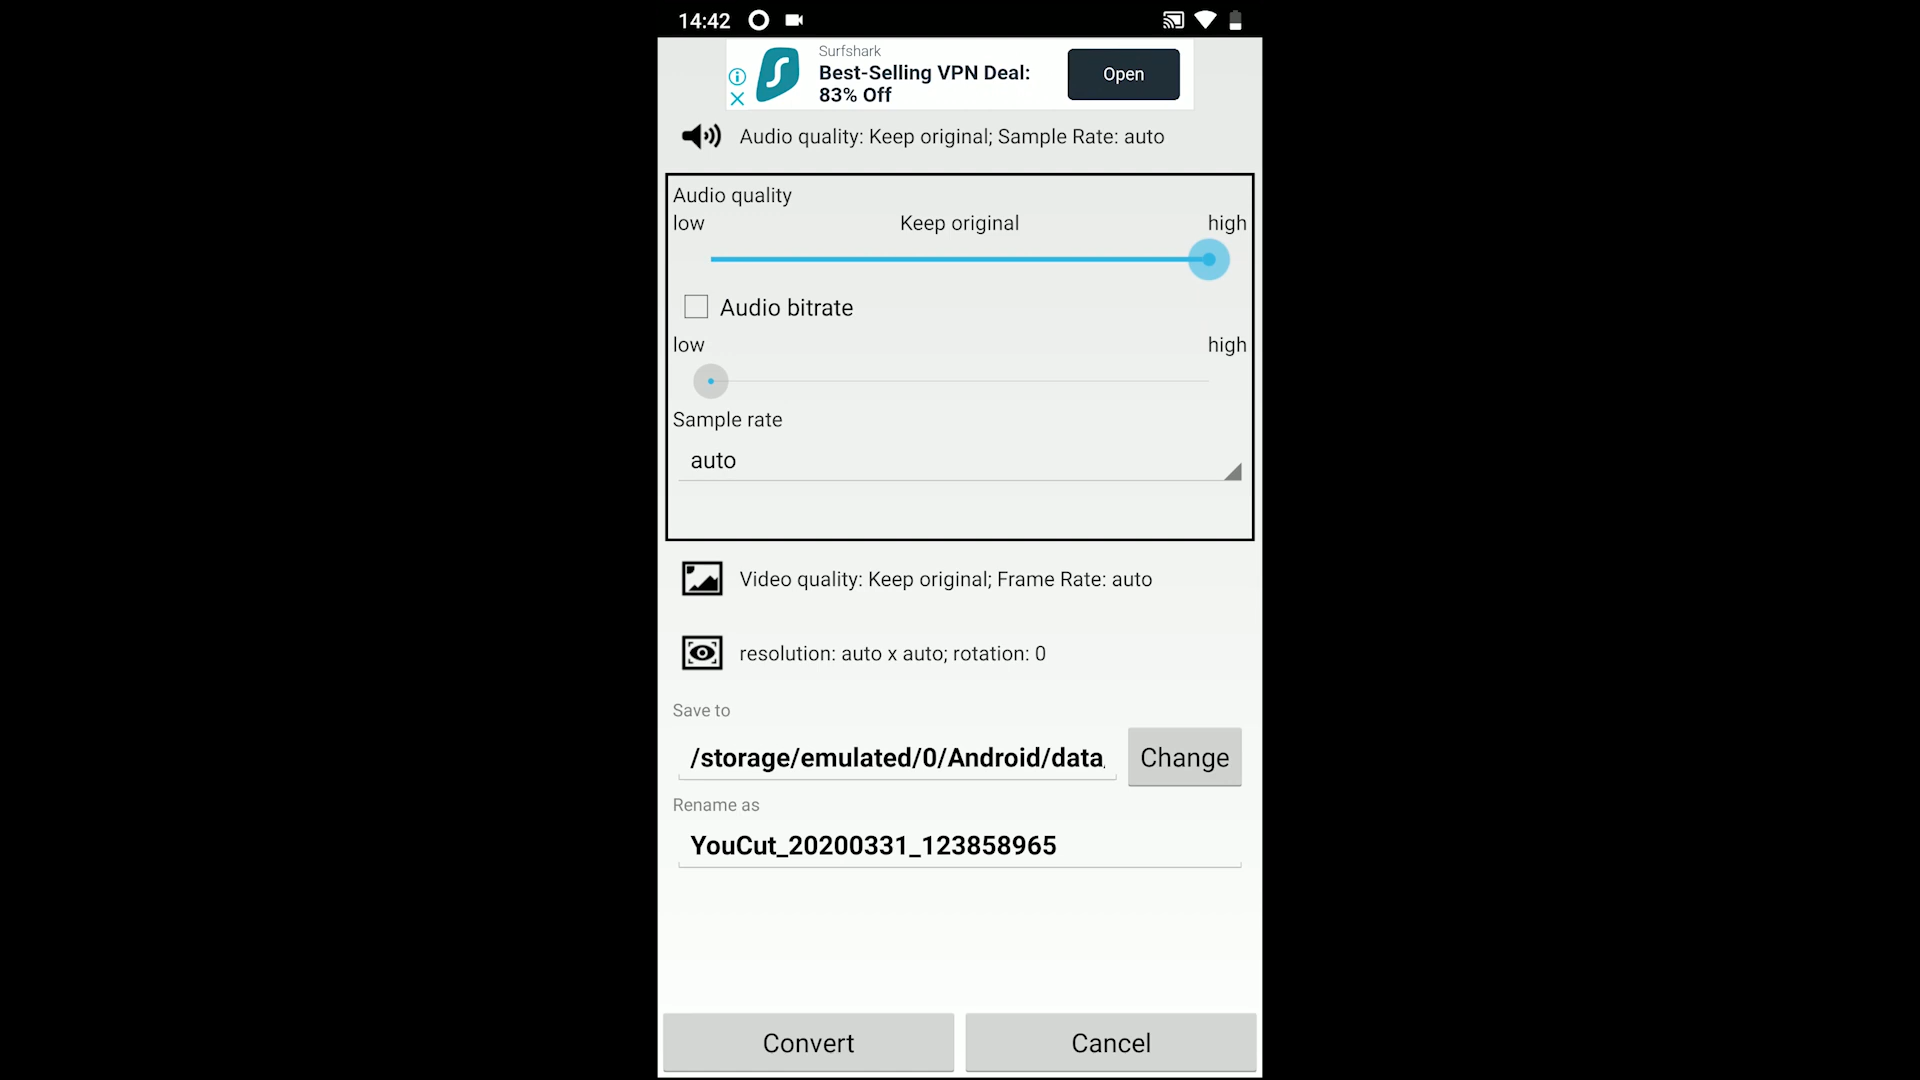 14:42
Surfshark
Best-Selling VPN Deal:
83% Off
Open
Audio quality: Keep original; Sample Rate: auto
Audio quality
low Keep original high
Audio bitrate
low high
Sample rate
auto
Video quality: Keep original; Frame Rate: auto
resolution: auto x auto; rotation: 0
Save to
/storage/emulated/0/Android/data
Change
Rename as
YouCut_20200331_123858965
Convert Cancel